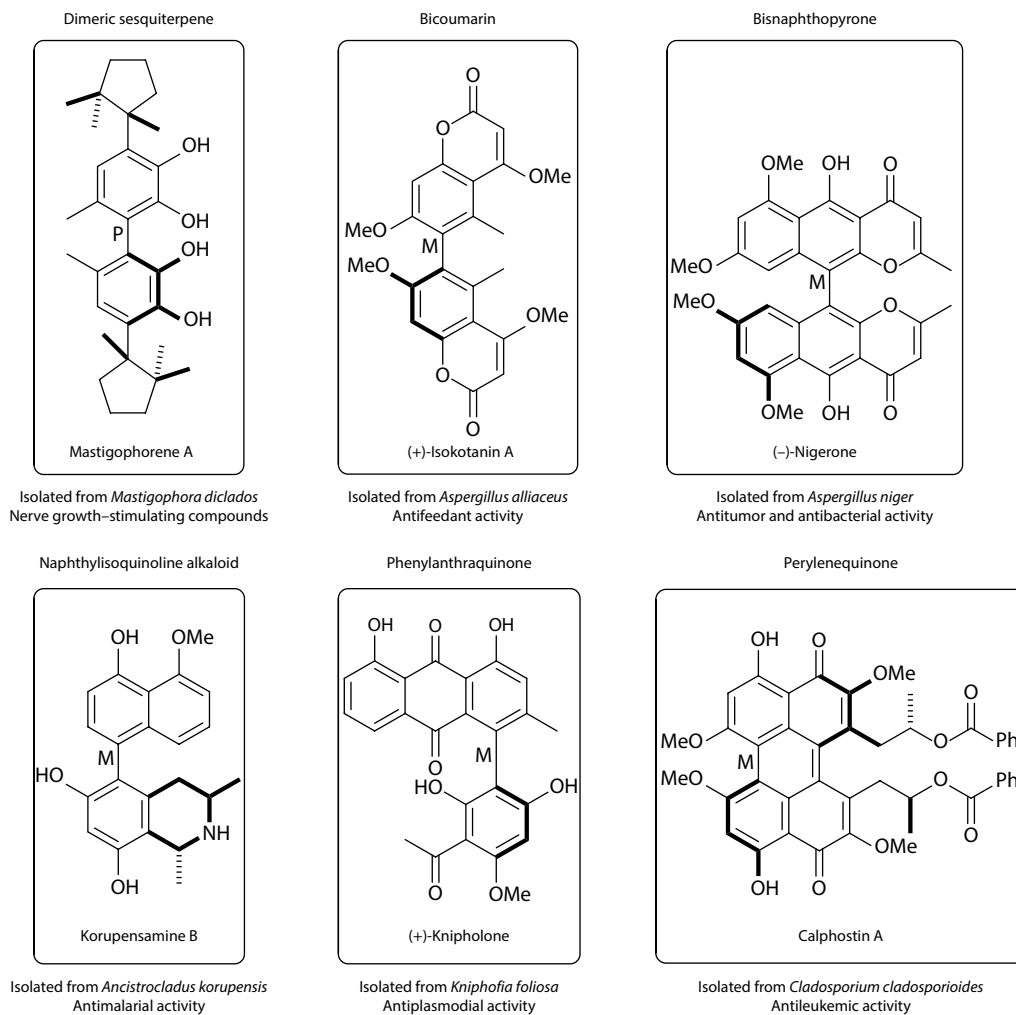 Dimeric sesquiterpene
OH
OH
P
OH
OH
Mastigophorene A
Isolated from Mastigophora diclados
Nerve growth–stimulating compounds
Bicoumarin
O
O
OMe
MeO
M
MeO
OMe
O
O
(+)-Isokotanin A
Isolated from Aspergillus alliaceus
Antifeedant activity
Bisnaphthopyrone
OMe OH O
MeO O
M
MeO O
OMe OH O
(–)-Nigerone
Isolated from Aspergillus niger
Antitumor and antibacterial activity
Naphthylisoquinoline alkaloid
OH OMe
M
HO
NH
OH
Korupensamine B
Isolated from Ancistrocladus korupensis
Antimalarial activity
Phenylanthraquinone
OH O OH
M
O
HO OH
O OMe
(+)-Knipholone
Isolated from Kniphofia foliosa
Antiplasmodial activity
Perylenequinone
OH O
OMe
O
MeO O Ph
M
MeO O Ph
O
OMe
OH O
Calphostin A
Isolated from Cladosporium cladosporioides
Antileukemic activity